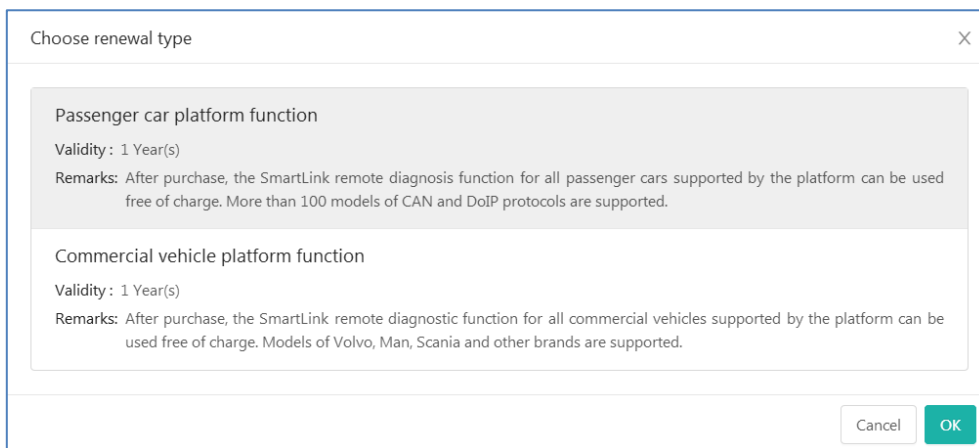 Choose renewal type
Passenger car platform function
Validity : 1 Year(s)
Remarks: After purchase, the SmartLink remote diagnosis function for all passenger cars supported by the platform can be used
free of charge. More than 100 models of CAN and DoIP protocols are supported.
Commercial vehicle platform function
Validity : 1 Year(s)
Remarks: After purchase, the SmartLink remote diagnostic function for all commercial vehicles supported by the platform can be
used free of charge. Models of Volvo, Man, Scania and other brands are supported.
Cancel OK